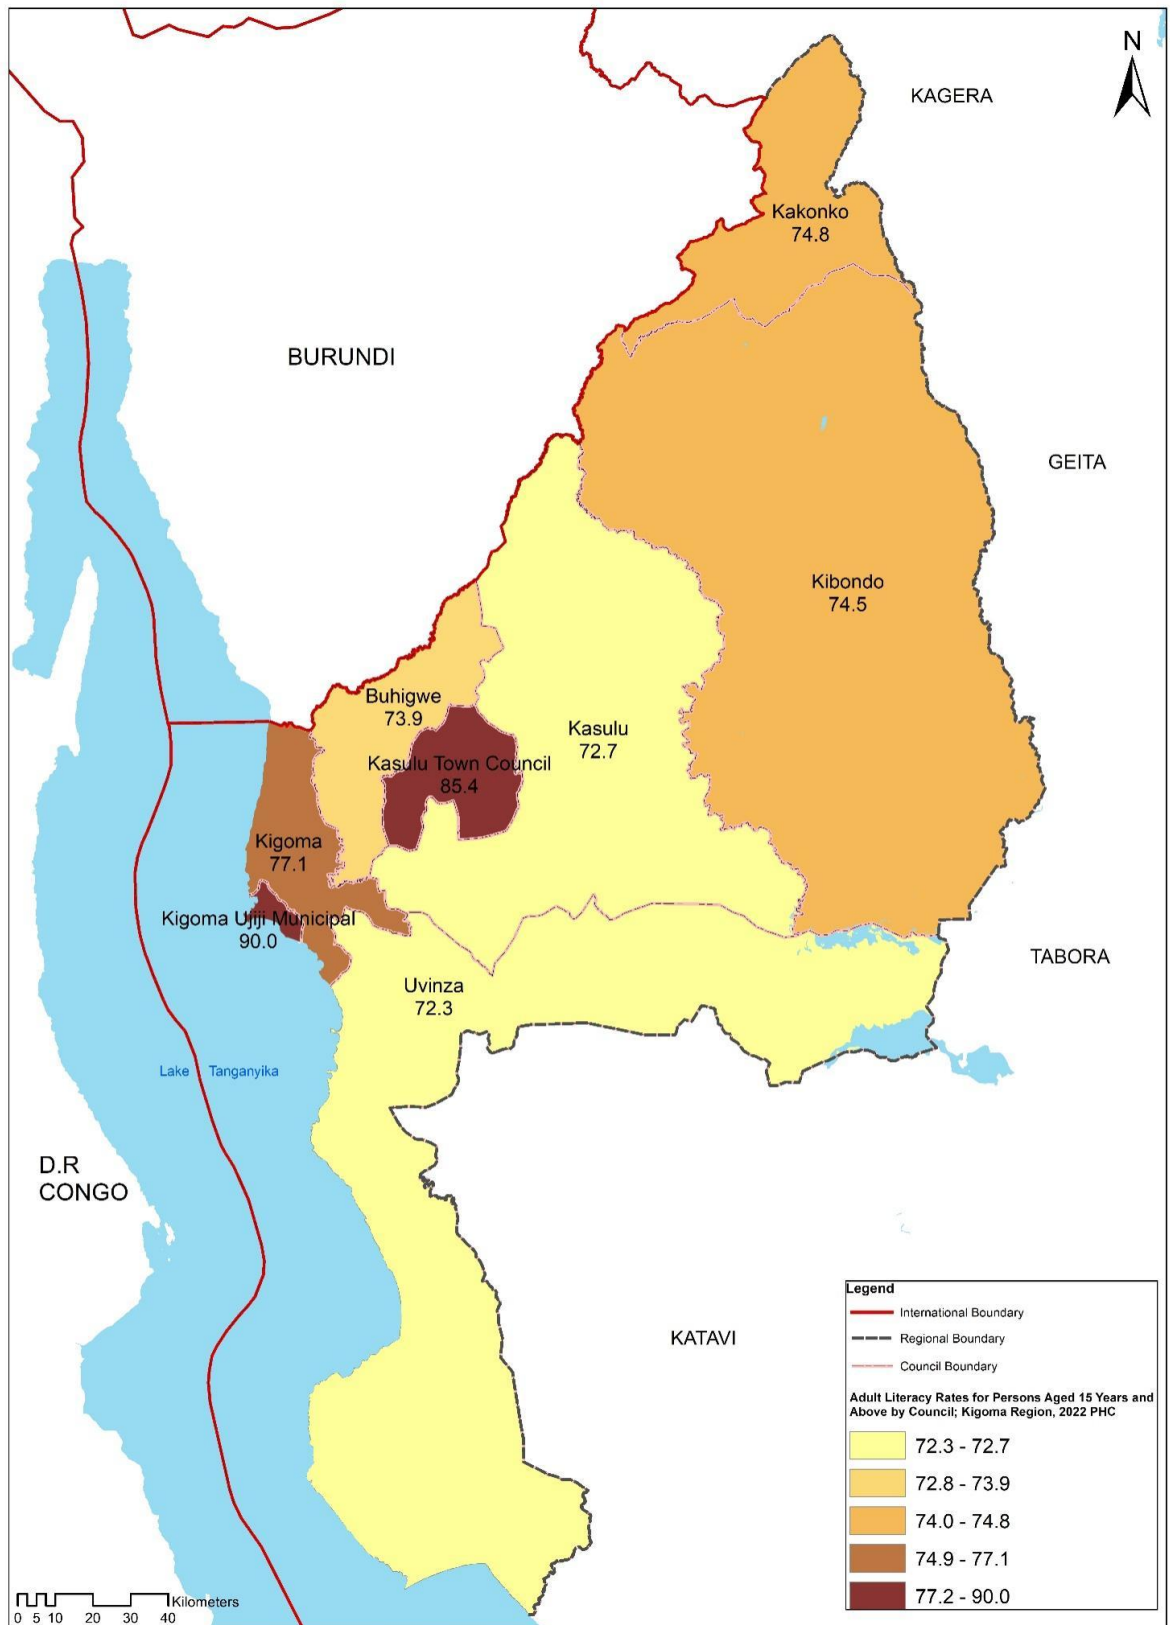 N
KAGERA
Kakonko
74.8
BURUNDI
GEITA
Kibondo
74.5
Buhigwe
73.9
Kasulu
72.7
Kasulu Town Council
85.4
Kigoma
77.1
Kigoma Ujiji Municipal
90.0
TABORA
Uvinza
72.3
Lake Tanganyika
D.R
CONGO
KATAVI
Legend
International Boundary
Regional Boundary
Council Boundary
Adult Literacy Rates for Persons Aged 15 Years and
Above by Council; Kigoma Region, 2022 PHC
72.3 - 72.7
72.8 - 73.9
74.0 - 74.8
74.9 - 77.1
77.2 - 90.0
Kilometers
0 5 10 20 30 40